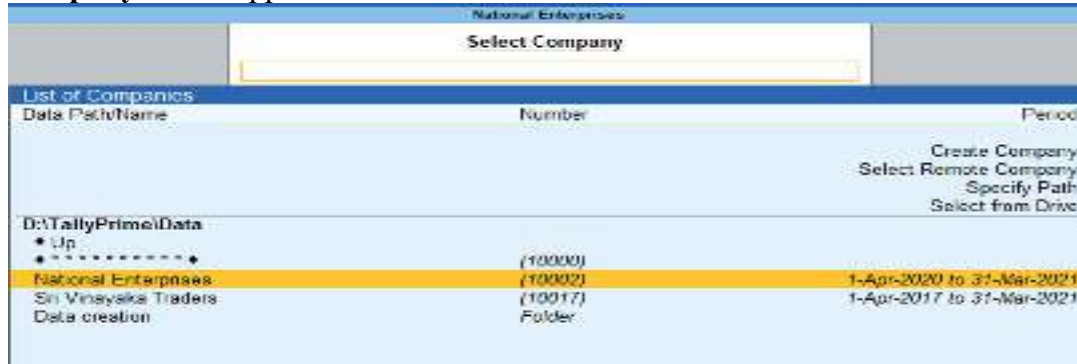 National Enterprises
Select Company
List of Companies
Data Path/Name Number Period
Create Company
Select Remote Company
Specify Path
Select from Drive
D:\TallyPrime\Data
• Up
• * * * * * * * * * * • (10000)
National Enterprises (10002) 1-Apr-2020 to 31-Mar-2021
Sri Vinayaka Traders (10017) 1-Apr-2017 to 31-Mar-2021
Data creation Folder